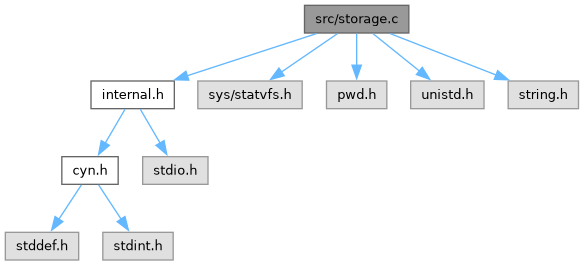 src/storage.c
internal.h
sys/statvfs.h
pwd.h
unistd.h
string.h
cyn.h
stdio.h
stddef.h
stdint.h